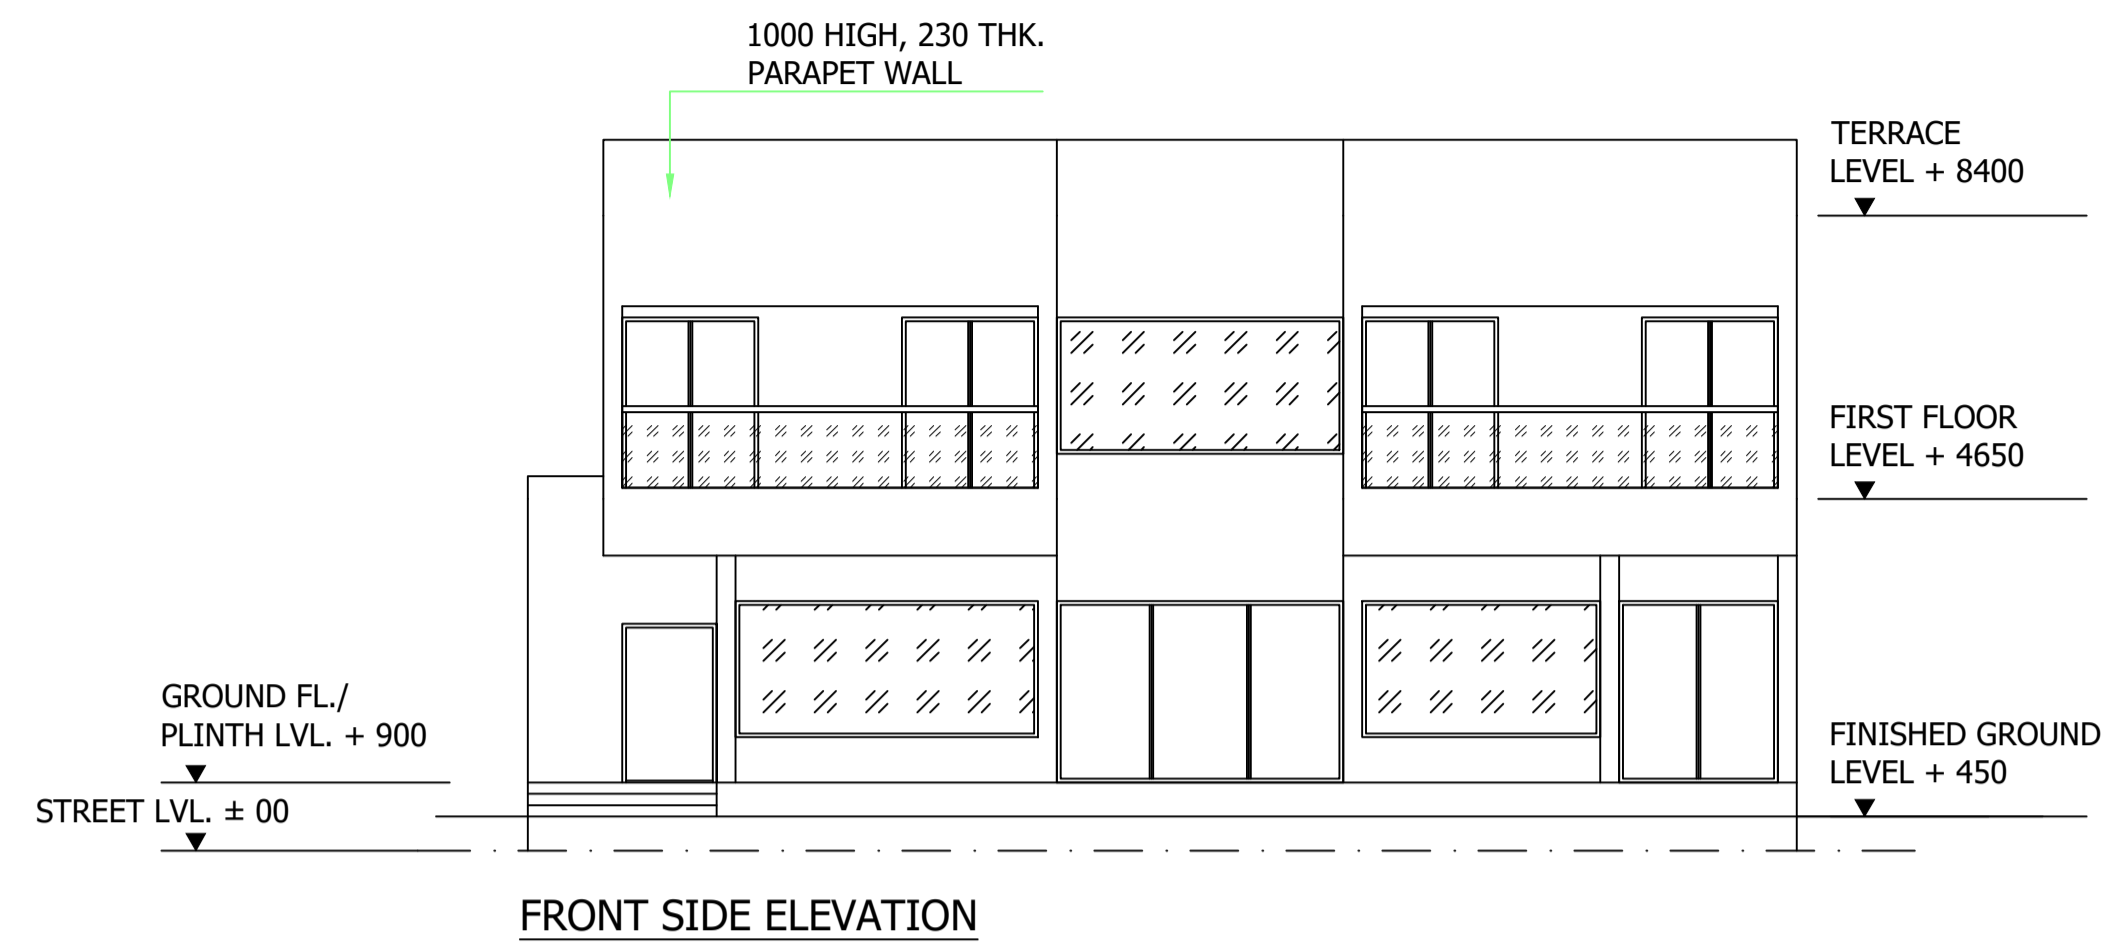 1000 HIGH, 230 THK.
PARAPET WALL
TERRACE
LEVEL + 8400
FIRST FLOOR
LEVEL + 4650
GROUND FL./
PLINTH LVL. + 900
FINISHED GROUND
LEVEL + 450
STREET LVL. ± 00
FRONT SIDE ELEVATION